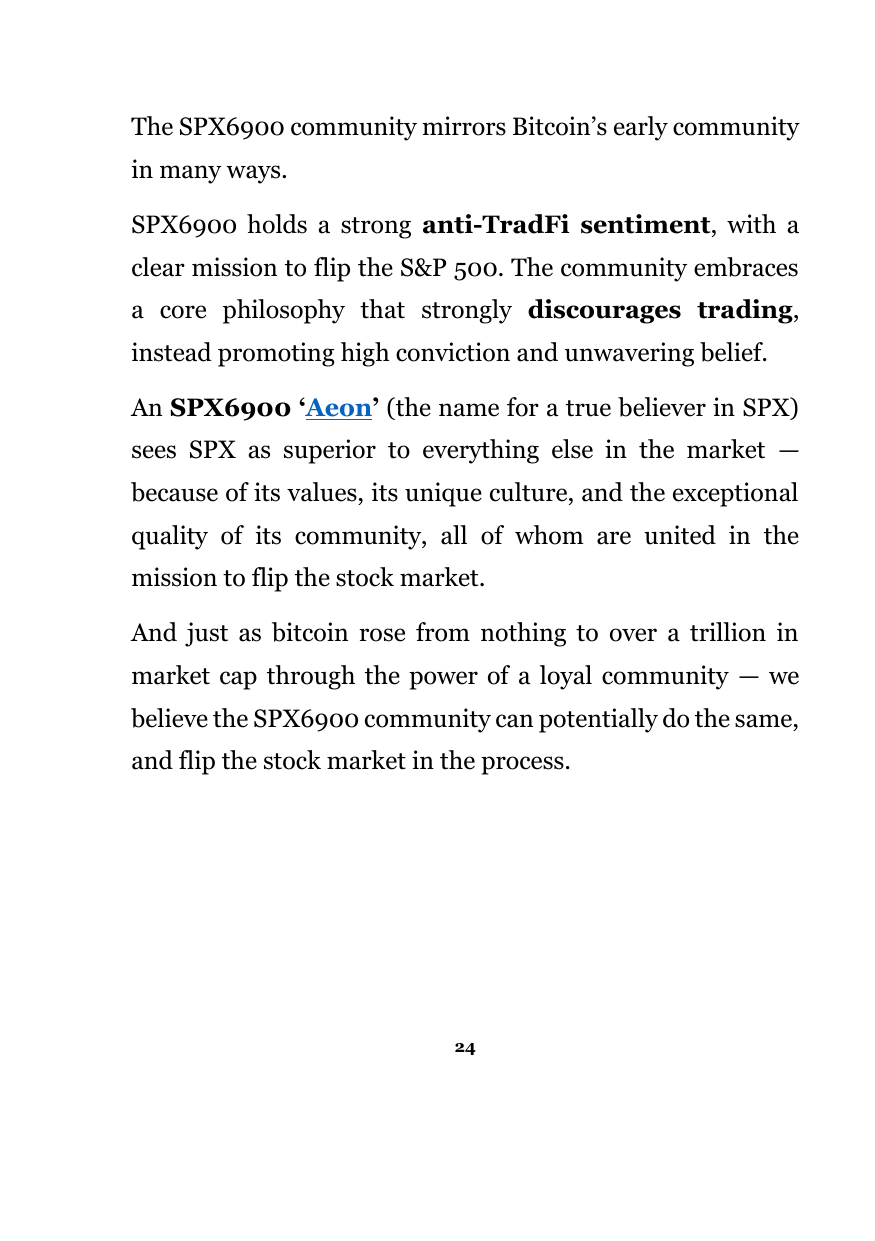 The SPX6900 community mirrors Bitcoin’s early community
in many ways.
SPX6900 holds a strong anti-TradFi sentiment, with a
clear mission to flip the S&P 500. The community embraces
a core philosophy that strongly discourages trading,
instead promoting high conviction and unwavering belief.
An SPX6900 ‘Aeon’ (the name for a true believer in SPX)
sees SPX as superior to everything else in the market —
because of its values, its unique culture, and the exceptional
quality of its community, all of whom are united in the
mission to flip the stock market.
And just as bitcoin rose from nothing to over a trillion in
market cap through the power of a loyal community — we
believe the SPX6900 community can potentially do the same,
and flip the stock market in the process.
24